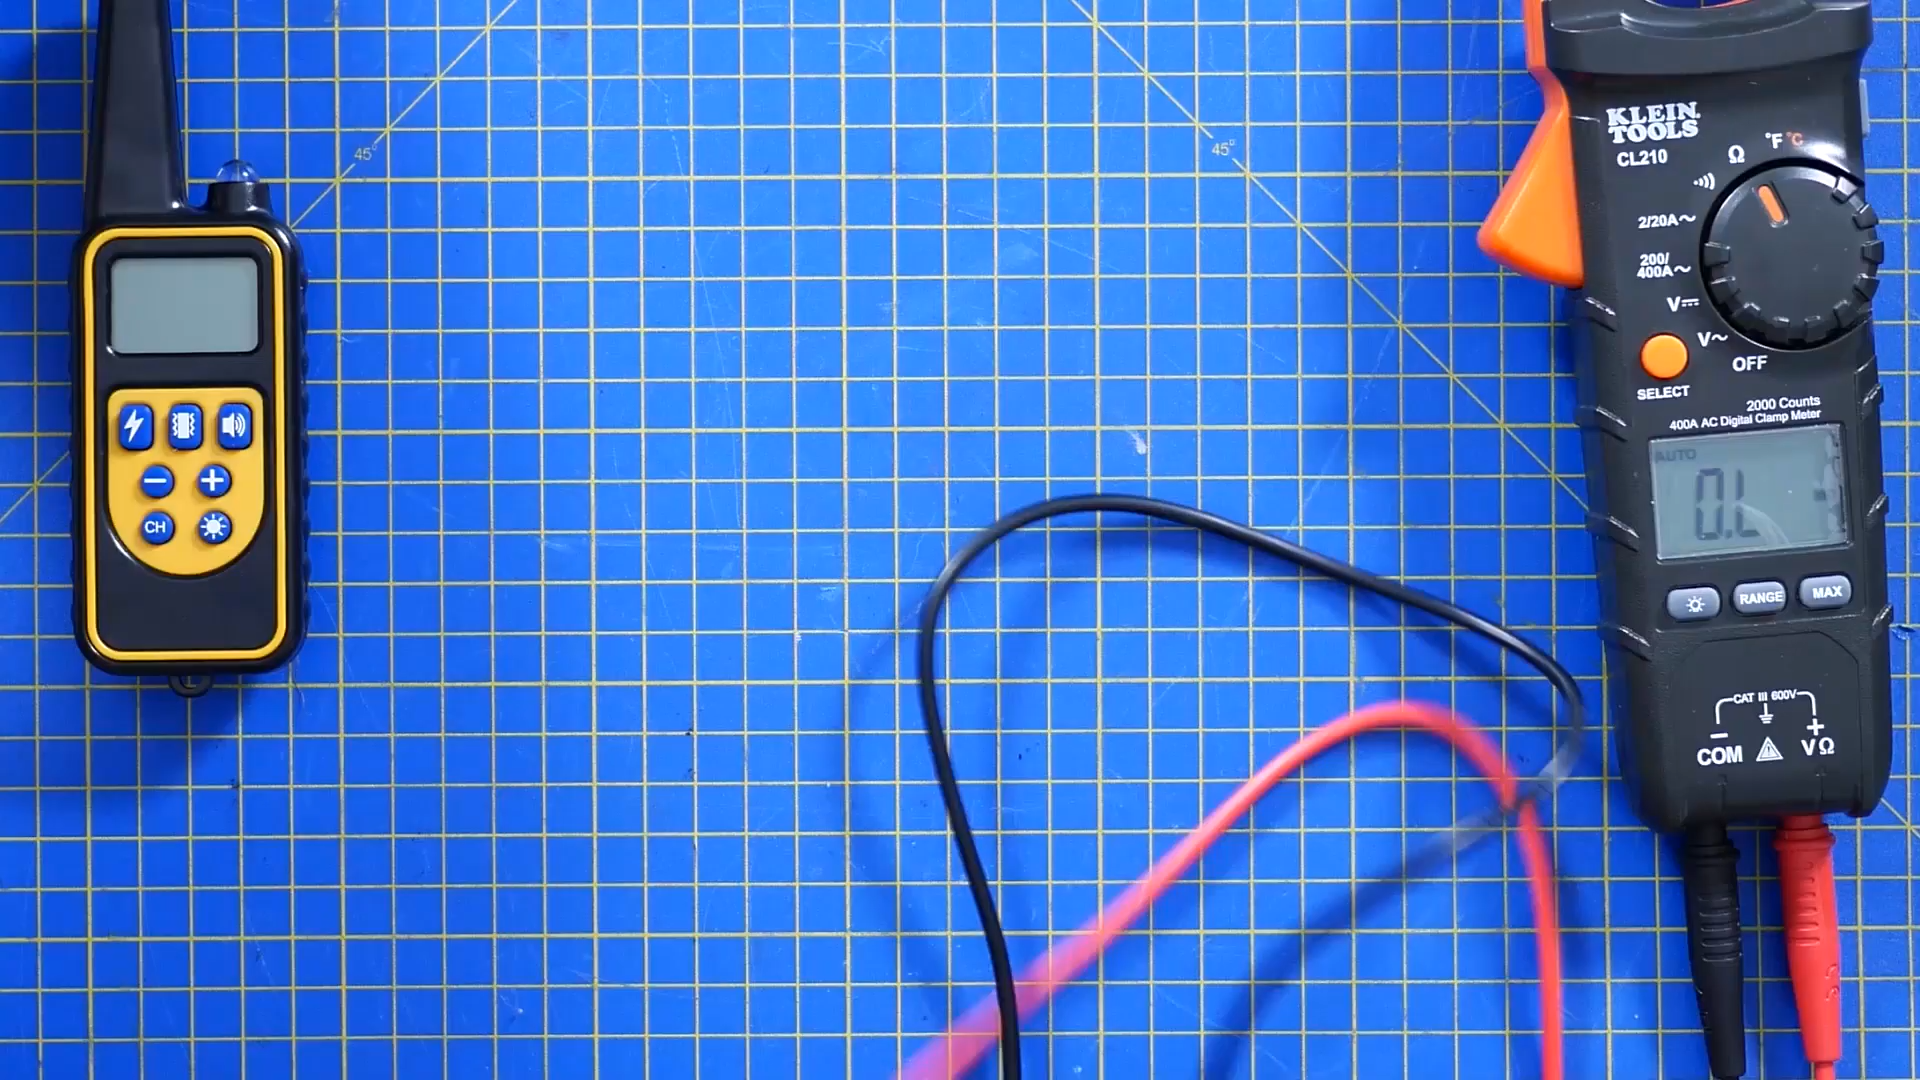 45°
45°
KLEIN
TOOLS
CL210
Ω
°F °C
2/20A~
200/
400A~
V⎓
V~
OFF
SELECT
2000 Counts
400A AC Digital Clamp Meter
AUTO
O.L
CH
RANGE
MAX
CAT III 600V
− +
COM VΩ